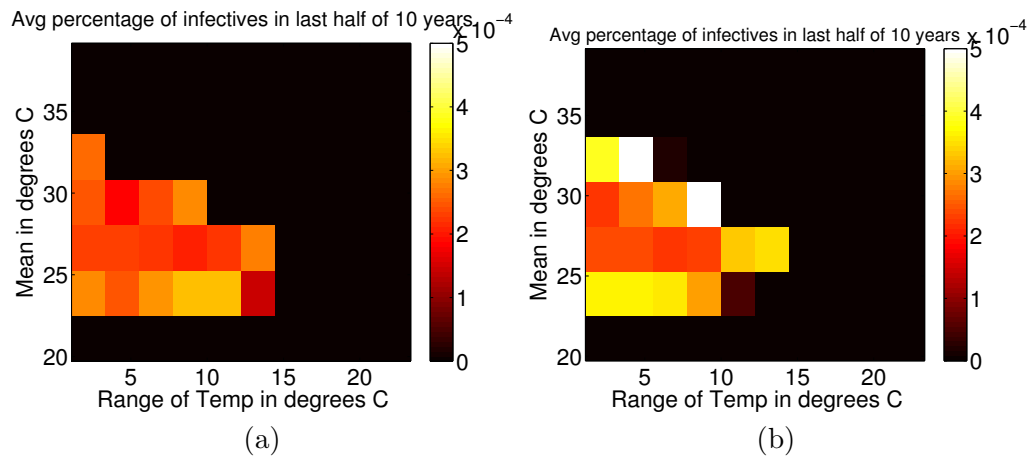 Avg percentage of infectives in last half of 10 years
x 10⁻⁴
5
4
3
2
1
0
35
30
25
20
Mean in degrees C
5 10 15 20
Range of Temp in degrees C
(a)
Avg percentage of infectives in last half of 10 years
x 10⁻⁴
5
4
3
2
1
0
35
30
25
20
Mean in degrees C
5 10 15 20
Range of Temp in degrees C
(b)